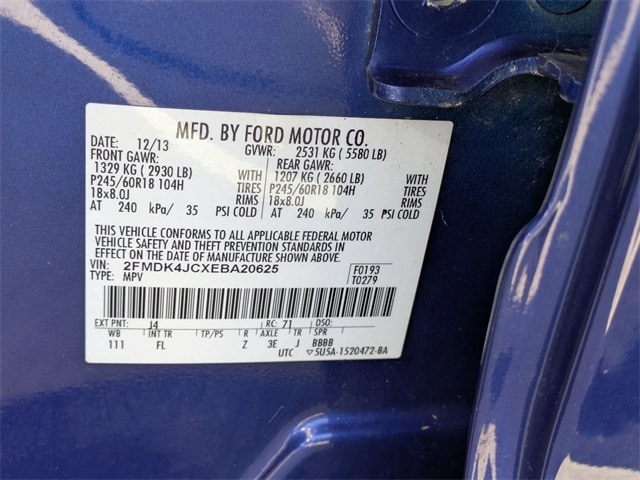 MFD. BY FORD MOTOR CO.
DATE: 12/13 GVWR: 2531 KG ( 5580 LB)
FRONT GAWR: REAR GAWR:
1329 KG ( 2930 LB) WITH 1207 KG ( 2660 LB) WITH
P245/60R18 104H TIRES P245/60R18 104H TIRES
18x8.0J RIMS 18x8.0J RIMS
AT 240 kPa/ 35 PSI COLD AT 240 kPa/ 35 PSI COLD
THIS VEHICLE CONFORMS TO ALL APPLICABLE FEDERAL MOTOR
VEHICLE SAFETY AND THEFT PREVENTION STANDARDS IN
EFFECT ON THE DATE OF MANUFACTURE SHOWN ABOVE.
VIN: 2FMDK4JCXEBA20625 F0193
TYPE: MPV T0279
EXT PNT: J4 RC: 71 DSO:
WB INT TR TP/PS R AXLE TR SPR
111 FL Z 3E J BBBB
UTC ▽5U5A-1520472-BA